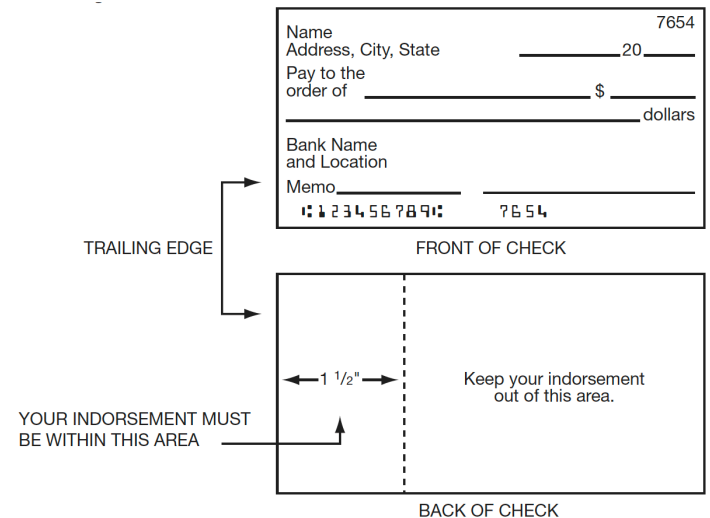 7654
Name
Address, City, State
20
Pay to the
order of $
dollars
Bank Name
and Location
Memo
⑆123456789⑆ 7654
TRAILING EDGE
FRONT OF CHECK
1 1/2"
Keep your indorsement
out of this area.
YOUR INDORSEMENT MUST
BE WITHIN THIS AREA
BACK OF CHECK